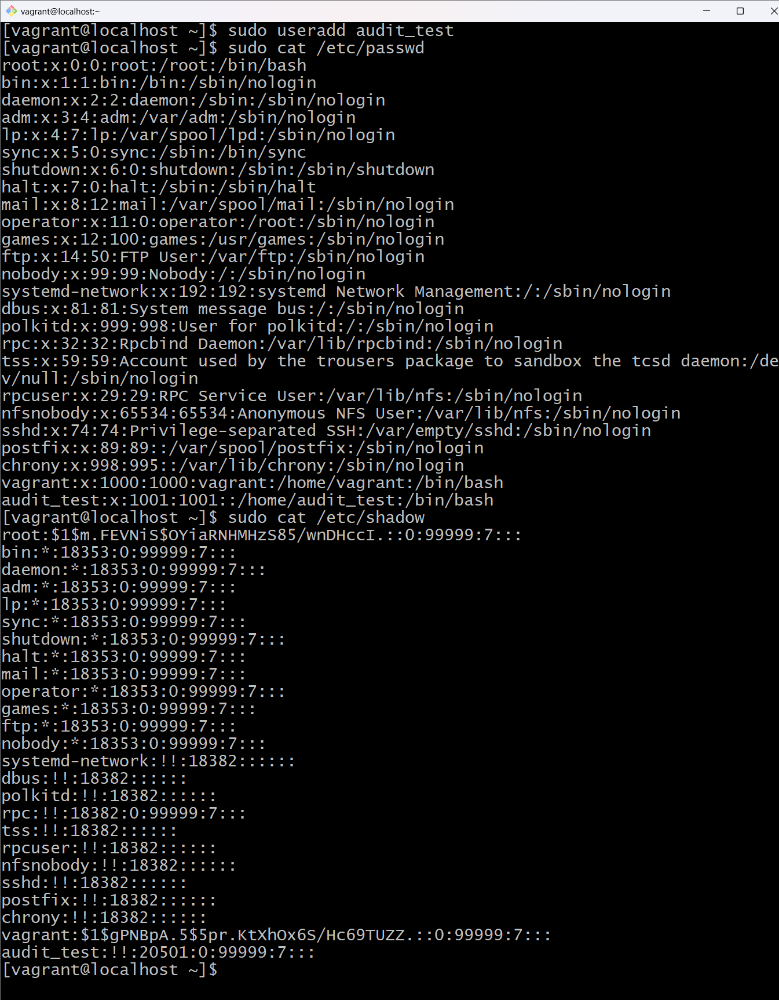 vagrant@localhost:~
[vagrant@localhost ~]$ sudo useradd audit_test
[vagrant@localhost ~]$ sudo cat /etc/passwd
root:x:0:0:root:/root:/bin/bash
bin:x:1:1:bin:/bin:/sbin/nologin
daemon:x:2:2:daemon:/sbin:/sbin/nologin
adm:x:3:4:adm:/var/adm:/sbin/nologin
lp:x:4:7:lp:/var/spool/lpd:/sbin/nologin
sync:x:5:0:sync:/sbin:/bin/sync
shutdown:x:6:0:shutdown:/sbin:/sbin/shutdown
halt:x:7:0:halt:/sbin:/sbin/halt
mail:x:8:12:mail:/var/spool/mail:/sbin/nologin
operator:x:11:0:operator:/root:/sbin/nologin
games:x:12:100:games:/usr/games:/sbin/nologin
ftp:x:14:50:FTP User:/var/ftp:/sbin/nologin
nobody:x:99:99:Nobody:/:/sbin/nologin
systemd-network:x:192:192:systemd Network Management:/:/sbin/nologin
dbus:x:81:81:System message bus:/:/sbin/nologin
polkitd:x:999:998:User for polkitd:/:/sbin/nologin
rpc:x:32:32:Rpcbind Daemon:/var/lib/rpcbind:/sbin/nologin
tss:x:59:59:Account used by the trousers package to sandbox the tcsd daemon:/de
v/null:/sbin/nologin
rpcuser:x:29:29:RPC Service User:/var/lib/nfs:/sbin/nologin
nfsnobody:x:65534:65534:Anonymous NFS User:/var/lib/nfs:/sbin/nologin
sshd:x:74:74:Privilege-separated SSH:/var/empty/sshd:/sbin/nologin
postfix:x:89:89::/var/spool/postfix:/sbin/nologin
chrony:x:998:995::/var/lib/chrony:/sbin/nologin
vagrant:x:1000:1000:vagrant:/home/vagrant:/bin/bash
audit_test:x:1001:1001::/home/audit_test:/bin/bash
[vagrant@localhost ~]$ sudo cat /etc/shadow
root:$1$m.FEVNiS$OYiaRNHMHzS85/wnDHccI.::0:99999:7:::
bin:*:18353:0:99999:7:::
daemon:*:18353:0:99999:7:::
adm:*:18353:0:99999:7:::
lp:*:18353:0:99999:7:::
sync:*:18353:0:99999:7:::
shutdown:*:18353:0:99999:7:::
halt:*:18353:0:99999:7:::
mail:*:18353:0:99999:7:::
operator:*:18353:0:99999:7:::
games:*:18353:0:99999:7:::
ftp:*:18353:0:99999:7:::
nobody:*:18353:0:99999:7:::
systemd-network:!!:18382::::::
dbus:!!:18382::::::
polkitd:!!:18382::::::
rpc:!!:18382:0:99999:7:::
tss:!!:18382::::::
rpcuser:!!:18382::::::
nfsnobody:!!:18382::::::
sshd:!!:18382::::::
postfix:!!:18382::::::
chrony:!!:18382::::::
vagrant:$1$gPNBpA.5$5pr.KtXhOx6S/Hc69TUZZ.::0:99999:7:::
audit_test:!!:20501:0:99999:7:::
[vagrant@localhost ~]$